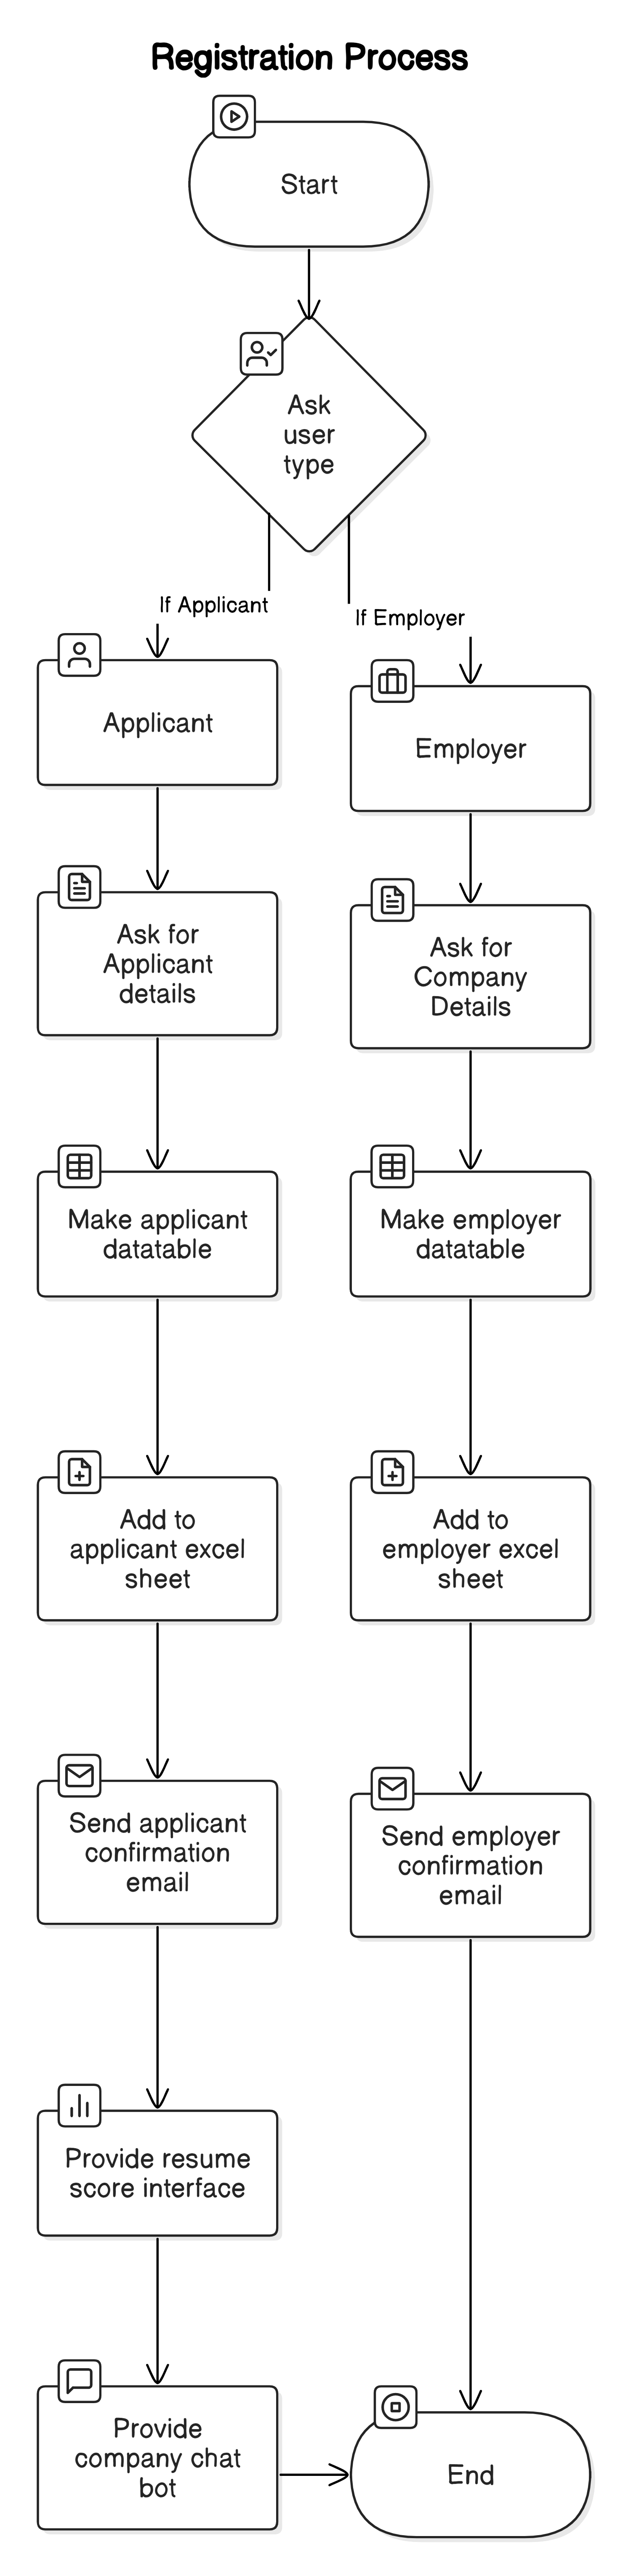 Registration Process
Start
Ask
user
type
If Applicant
If Employer
Applicant
Employer
Ask for
Applicant
details
Ask for
Company
Details
Make applicant
datatable
Make employer
datatable
Add to
applicant excel
sheet
Add to
employer excel
sheet
Send applicant
confirmation
email
Send employer
confirmation
email
Provide resume
score interface
Provide
company chat
bot
End